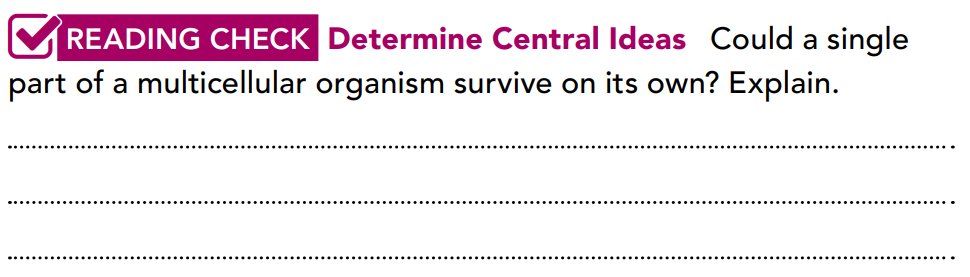 READING CHECK Determine Central Ideas Could a single
part of a multicellular organism survive on its own? Explain.